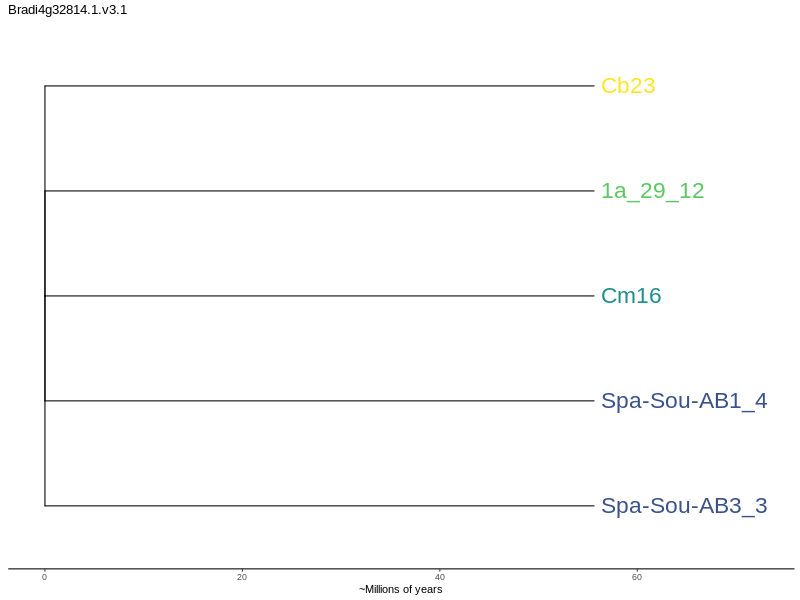 Bradi4g32814.1.v3.1
Cb23
1a_29_12
Cm16
Spa-Sou-AB1_4
Spa-Sou-AB3_3
0 20 40 60
~Millions of years